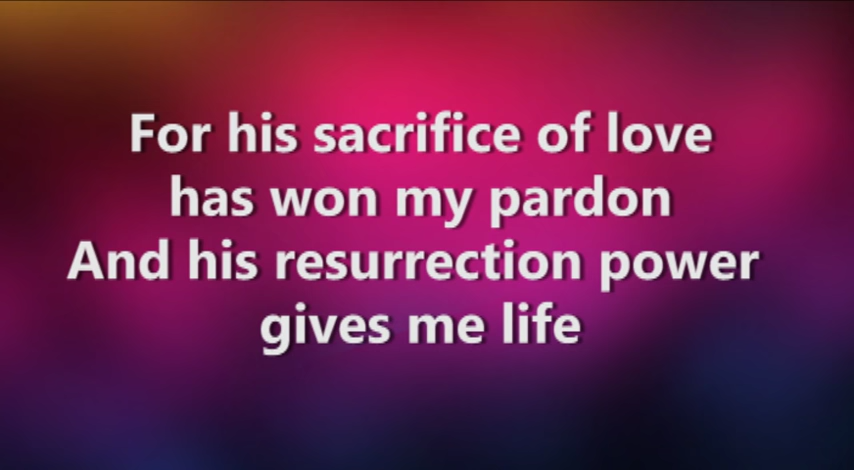 For his sacrifice of love
has won my pardon
And his resurrection power
gives me life